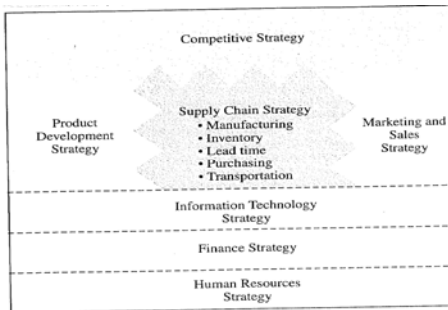 Competitive Strategy
Product
Development
Strategy
Supply Chain Strategy
• Manufacturing
• Inventory
• Lead time
• Purchasing
• Transportation
Marketing and
Sales
Strategy
Information Technology
Strategy
Finance Strategy
Human Resources
Strategy